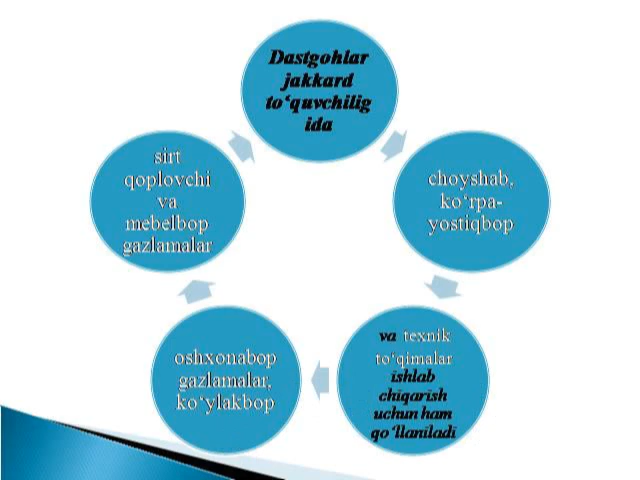 Dastgohlar
jakkard
to‘quvchilig
ida
choyshab,
ko‘rpa-
yostiqbop
va texnik
to‘qimalar
ishlab
chiqarish
uchun ham
qo‘llaniladi
oshxonabop
gazlamalar,
ko‘ylakbop
sirt
qoplovchi
va
mebelbop
gazlamalar